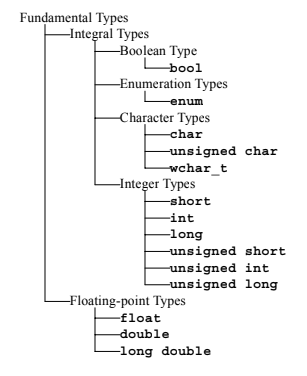 Fundamental Types
Integral Types
Boolean Type
bool
Enumeration Types
enum
Character Types
char
unsigned char
wchar_t
Integer Types
short
int
long
unsigned short
unsigned int
unsigned long
Floating-point Types
float
double
long double